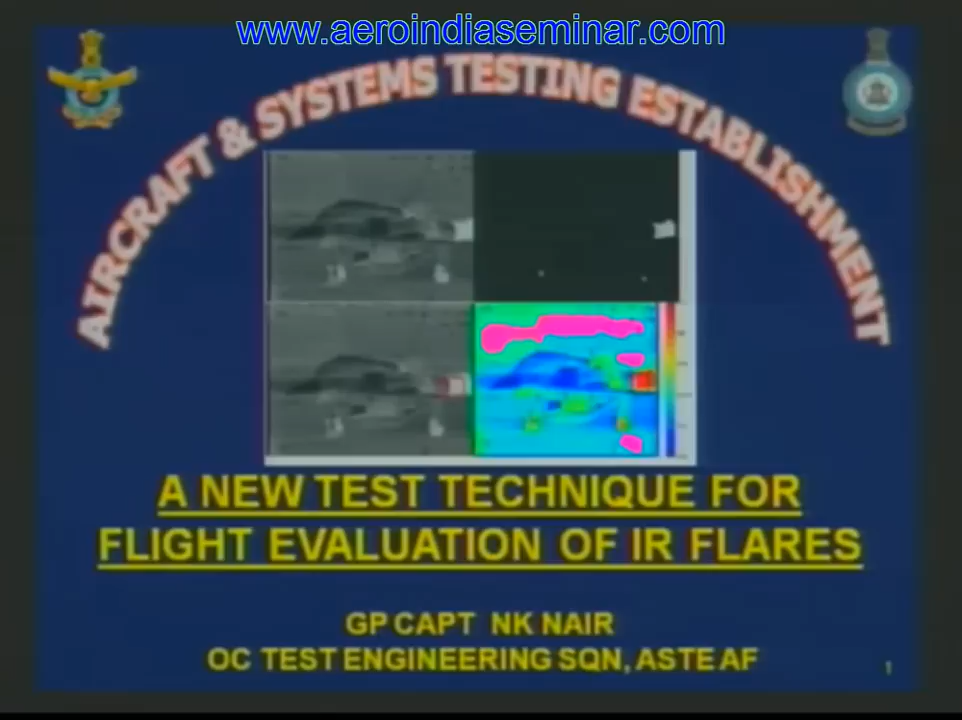 www.aeroindiaseminar.com
AIRCRAFT & SYSTEMS TESTING ESTABLISHMENT
A NEW TEST TECHNIQUE FOR
FLIGHT EVALUATION OF IR FLARES
GP CAPT NK NAIR
OC TEST ENGINEERING SQN, ASTE AF
1